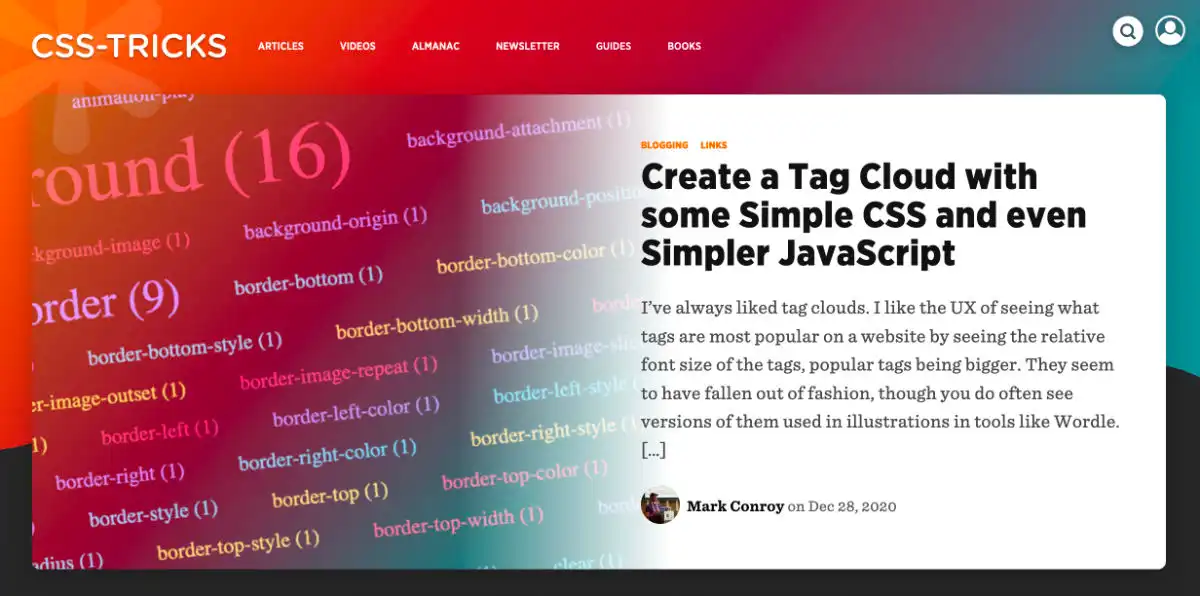 CSS-TRICKS
ARTICLES
VIDEOS
ALMANAC
NEWSLETTER
GUIDES
BOOKS
round (16)
background-attachment (1)
background-origin (1)
kground-image (1)
border-bottom (1)
border-bottom-color (1)
order (9)
border-bottom-width (1)
border-bottom-style (1)
border-image-repeat (1)
er-image-outset (1)
border-left-color (1)
border-left-style
border-left (1)
border-right-style (1)
border-right-color (1)
border-right (1)
border-top-color (1)
border-top (1)
border-style (1)
border-top-width (1)
border-top-style (1)
adius (1)
clear (1)
BLOGGING
LINKS
Create a Tag Cloud with
some Simple CSS and even
Simpler JavaScript
I’ve always liked tag clouds. I like the UX of seeing what
tags are most popular on a website by seeing the relative
font size of the tags, popular tags being bigger. They seem
to have fallen out of fashion, though you do often see
versions of them used in illustrations in tools like Wordle.
[…]
Mark Conroy on Dec 28, 2020